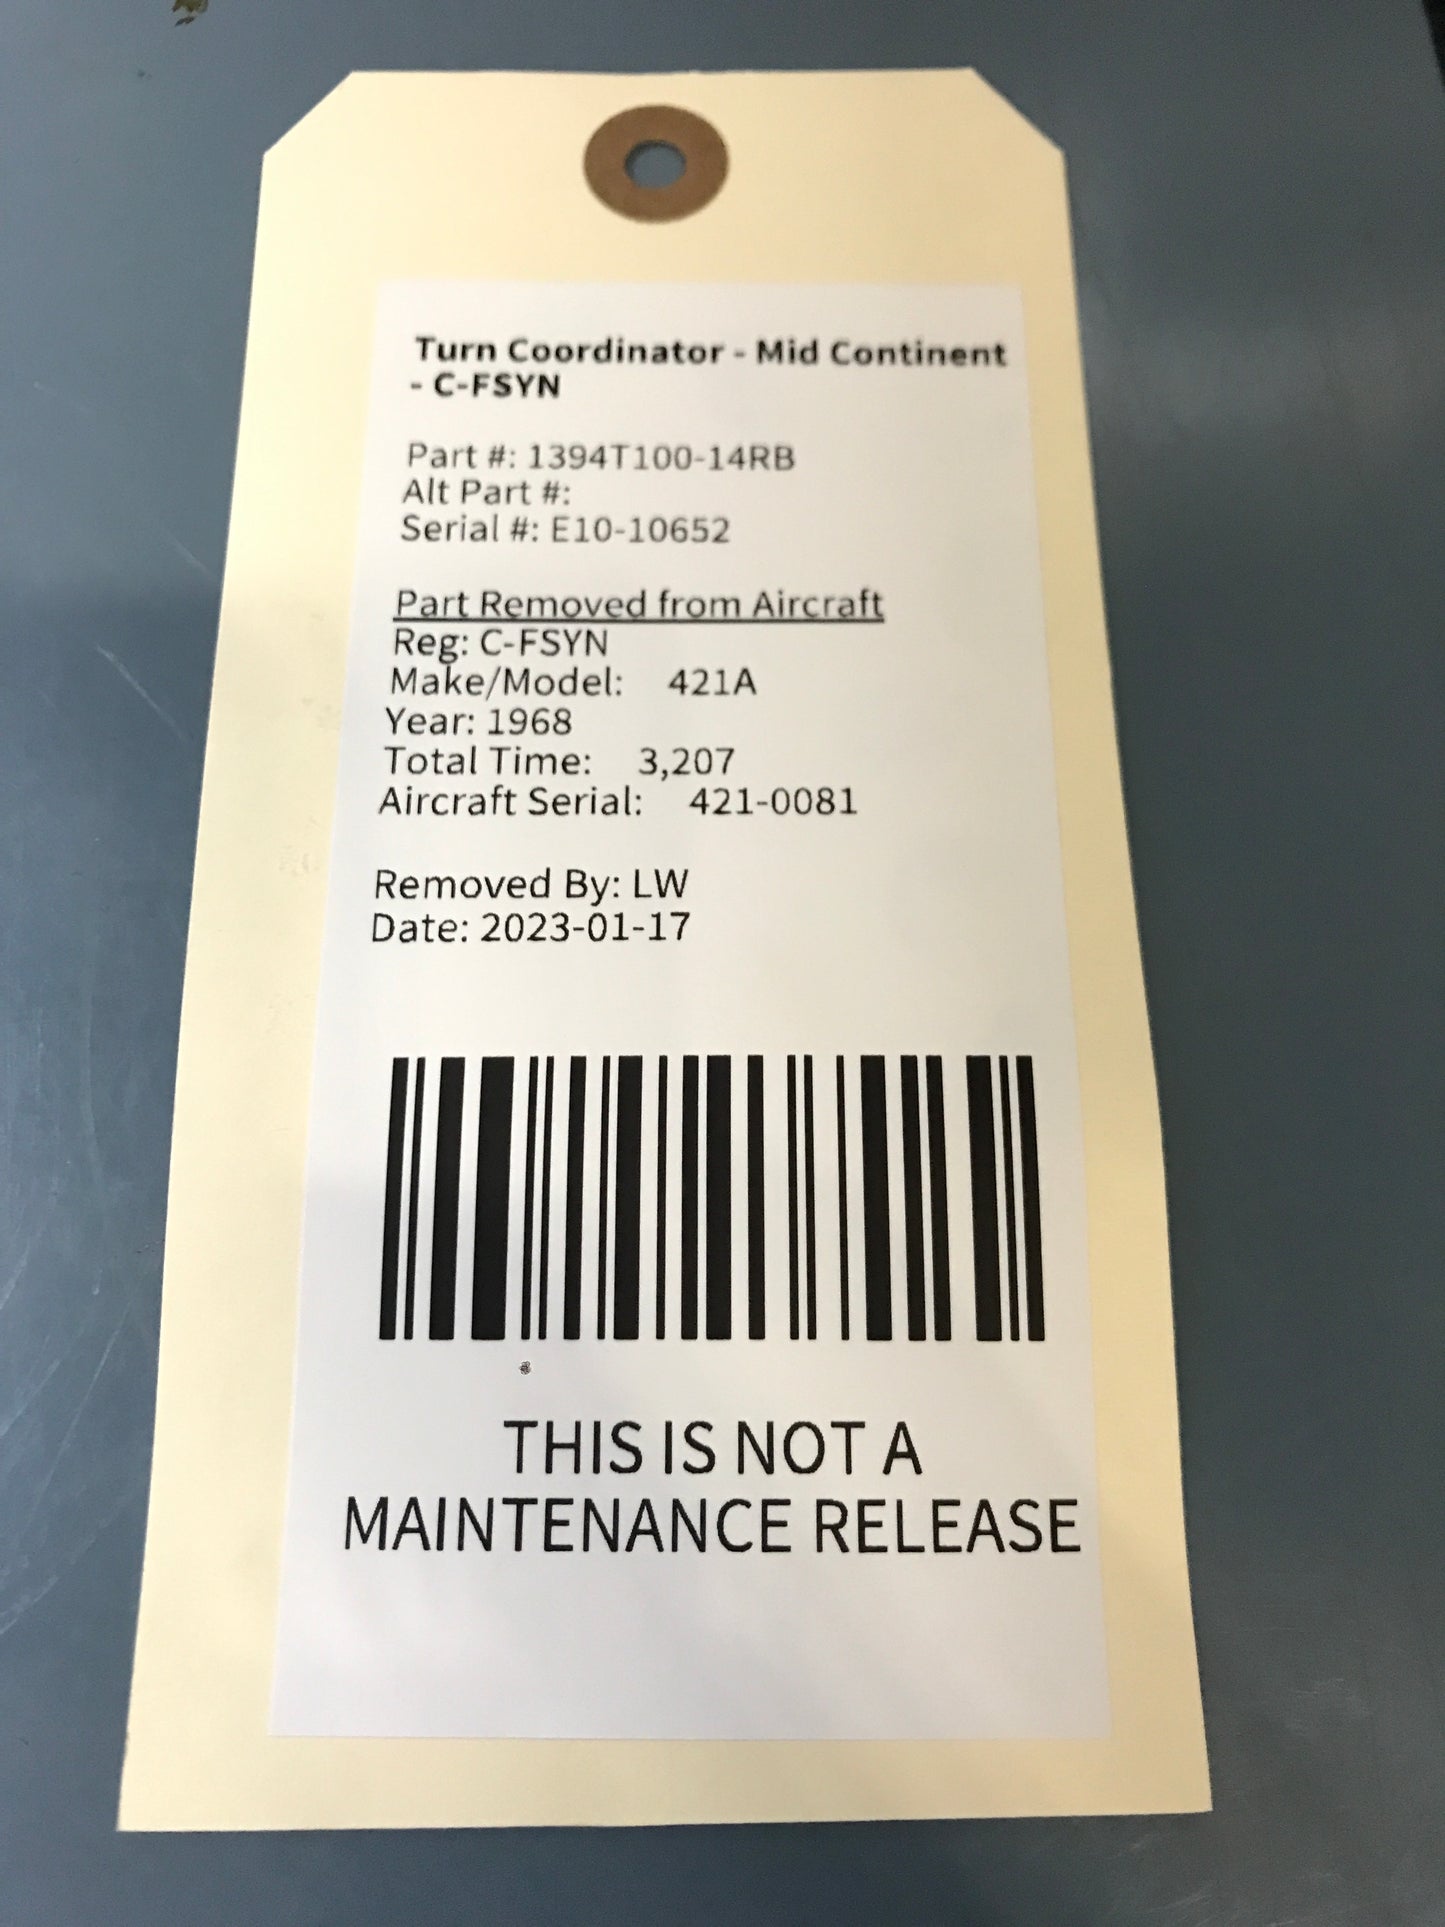 Turn Coordinator - Mid Continent
- C-FSYN
Part #: 1394T100-14RB
Alt Part #:
Serial #: E10-10652
Part Removed from Aircraft
Reg: C-FSYN
Make/Model: 421A
Year: 1968
Total Time: 3,207
Aircraft Serial: 421-0081
Removed By: LW
Date: 2023-01-17
THIS IS NOT A
MAINTENANCE RELEASE